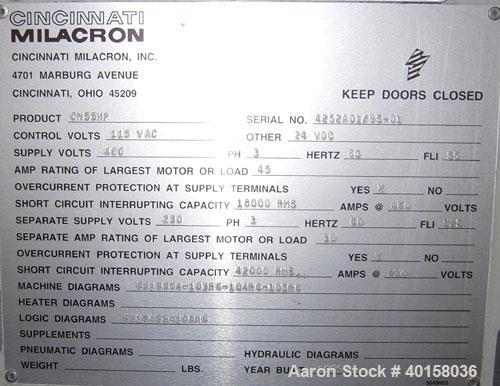 CINCINNATI
MILACRON
CINCINNATI MILACRON, INC.
4701 MARBURG AVENUE
CINCINNATI, OHIO 45209
KEEP DOORS CLOSED
PRODUCT SERIAL NO. 4252A01/95-01
CONTROL VOLTS 115 VAC OTHER 24 VDC
SUPPLY VOLTS 460 PH 3 HERTZ 60 FLI
AMP RATING OF LARGEST MOTOR OR LOAD 45
OVERCURRENT PROTECTION AT SUPPLY TERMINALS YES X NO
SHORT CIRCUIT INTERRUPTING CAPACITY 18000 RMS AMPS @ VOLTS
SEPARATE SUPPLY VOLTS 230 PH 3 HERTZ 60 FLI
SEPARATE AMP RATING OF LARGEST MOTOR OR LOAD
OVERCURRENT PROTECTION AT SUPPLY TERMINALS YES NO
SHORT CIRCUIT INTERRUPTING CAPACITY 42000 RMS AMPS @ VOLTS
MACHINE DIAGRAMS
HEATER DIAGRAMS
LOGIC DIAGRAMS
SUPPLEMENTS
PNEUMATIC DIAGRAMS HYDRAULIC DIAGRAMS
WEIGHT LBS. YEAR BUILT
Aaron Stock # 40158036